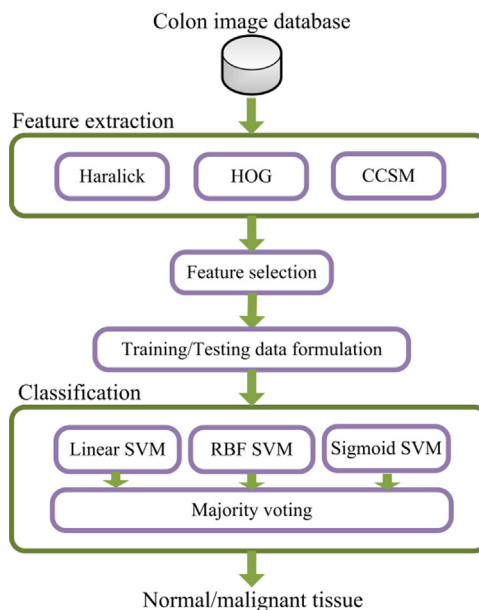 Colon image database
Feature extraction
Haralick
HOG
CCSM
Feature selection
Training/Testing data formulation
Classification
Linear SVM
RBF SVM
Sigmoid SVM
Majority voting
Normal/malignant tissue